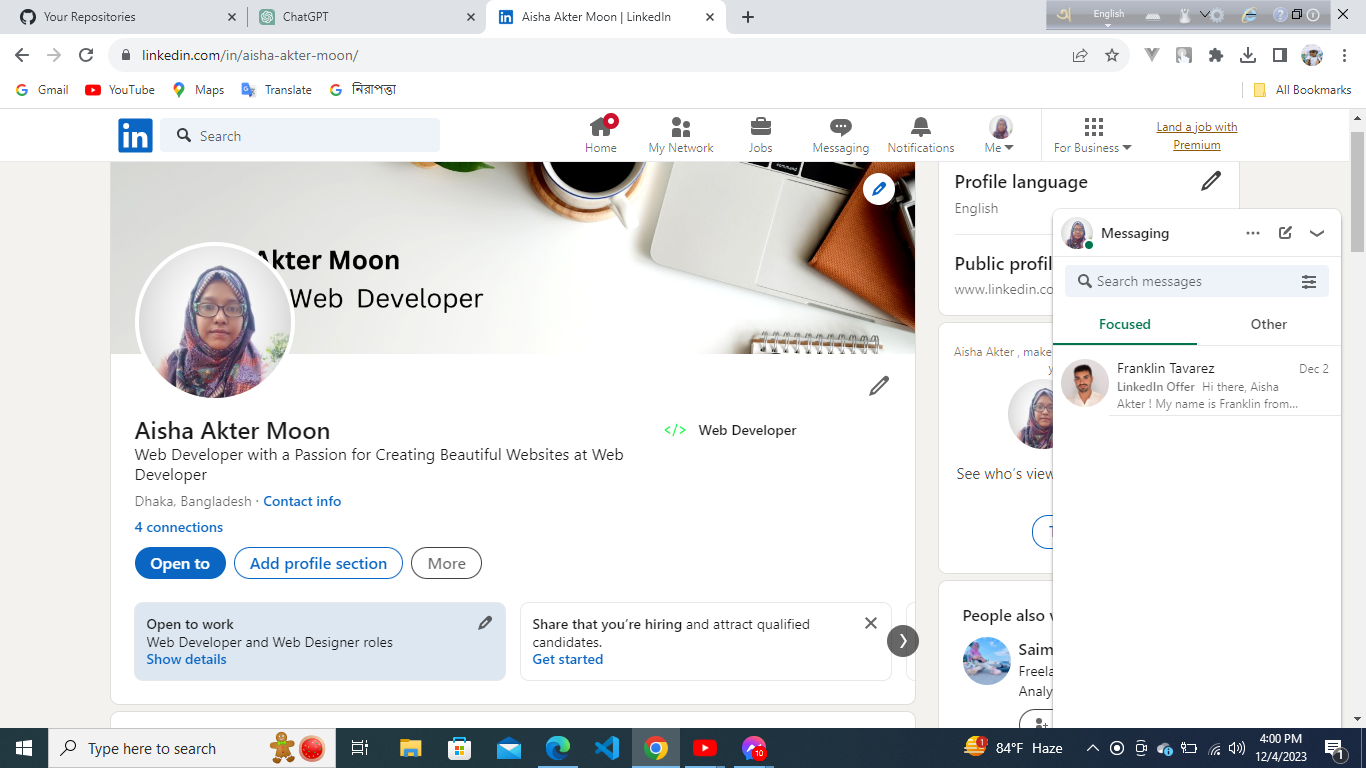 Your Repositories
ChatGPT
Aisha Akter Moon | LinkedIn
English
linkedin.com/in/aisha-akter-moon/
Gmail
YouTube
Maps
Translate
নিরাপত্তা
All Bookmarks
in
Search
Home
My Network
Jobs
Messaging
Notifications
Me
For Business
Land a job with
Premium
command
Akter Moon
Web Developer
Aisha Akter Moon
Web Developer with a Passion for Creating Beautiful Websites at Web
Developer
Dhaka, Bangladesh · Contact info
4 connections
Open to
Add profile section
More
</> Web Developer
Open to work
Web Developer and Web Designer roles
Show details
Share that you're hiring and attract qualified
candidates.
Get started
Profile language
English
Public profil
www.linkedin.co
Aisha Akter , make
y
See who's view
T
People also v
Saim
Freela
Analy
Messaging
Search messages
Focused
Other
Franklin Tavarez
Dec 2
LinkedIn Offer Hi there, Aisha
Akter ! My name is Franklin from...
Type here to search
10
1
84°F Haze
4:00 PM
12/4/2023
1